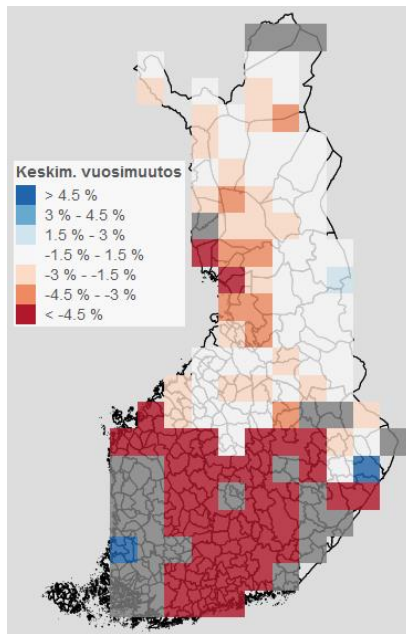 Keskim. vuosimuutos
> 4.5 %
3 % - 4.5 %
1.5 % - 3 %
-1.5 % - 1.5 %
-3 % - -1.5 %
-4.5 % - -3 %
< -4.5 %